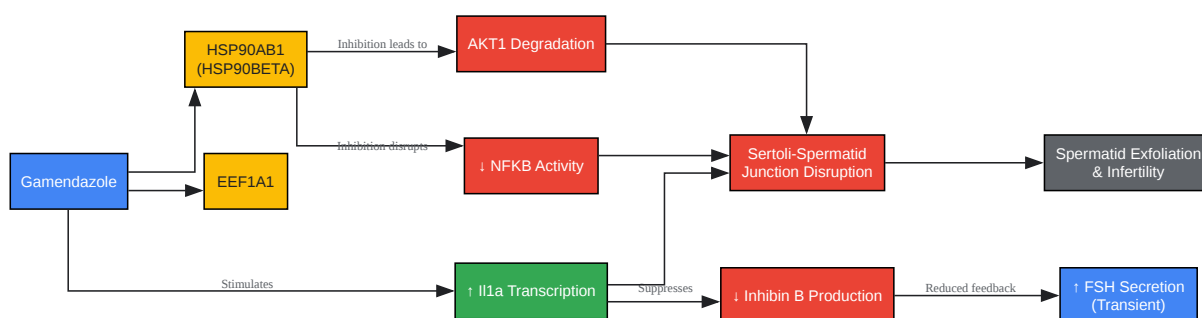 HSP90AB1
(HSP90BETA)
Inhibition leads to
AKT1 Degradation
Inhibition disrupts
↓ NFKB Activity
Sertoli-Spermatid
Junction Disruption
Spermatid Exfoliation
& Infertility
Gamendazole
EEF1A1
Stimulates
↑ Il1a Transcription
Suppresses
↓ Inhibin B Production
Reduced feedback
↑ FSH Secretion
(Transient)